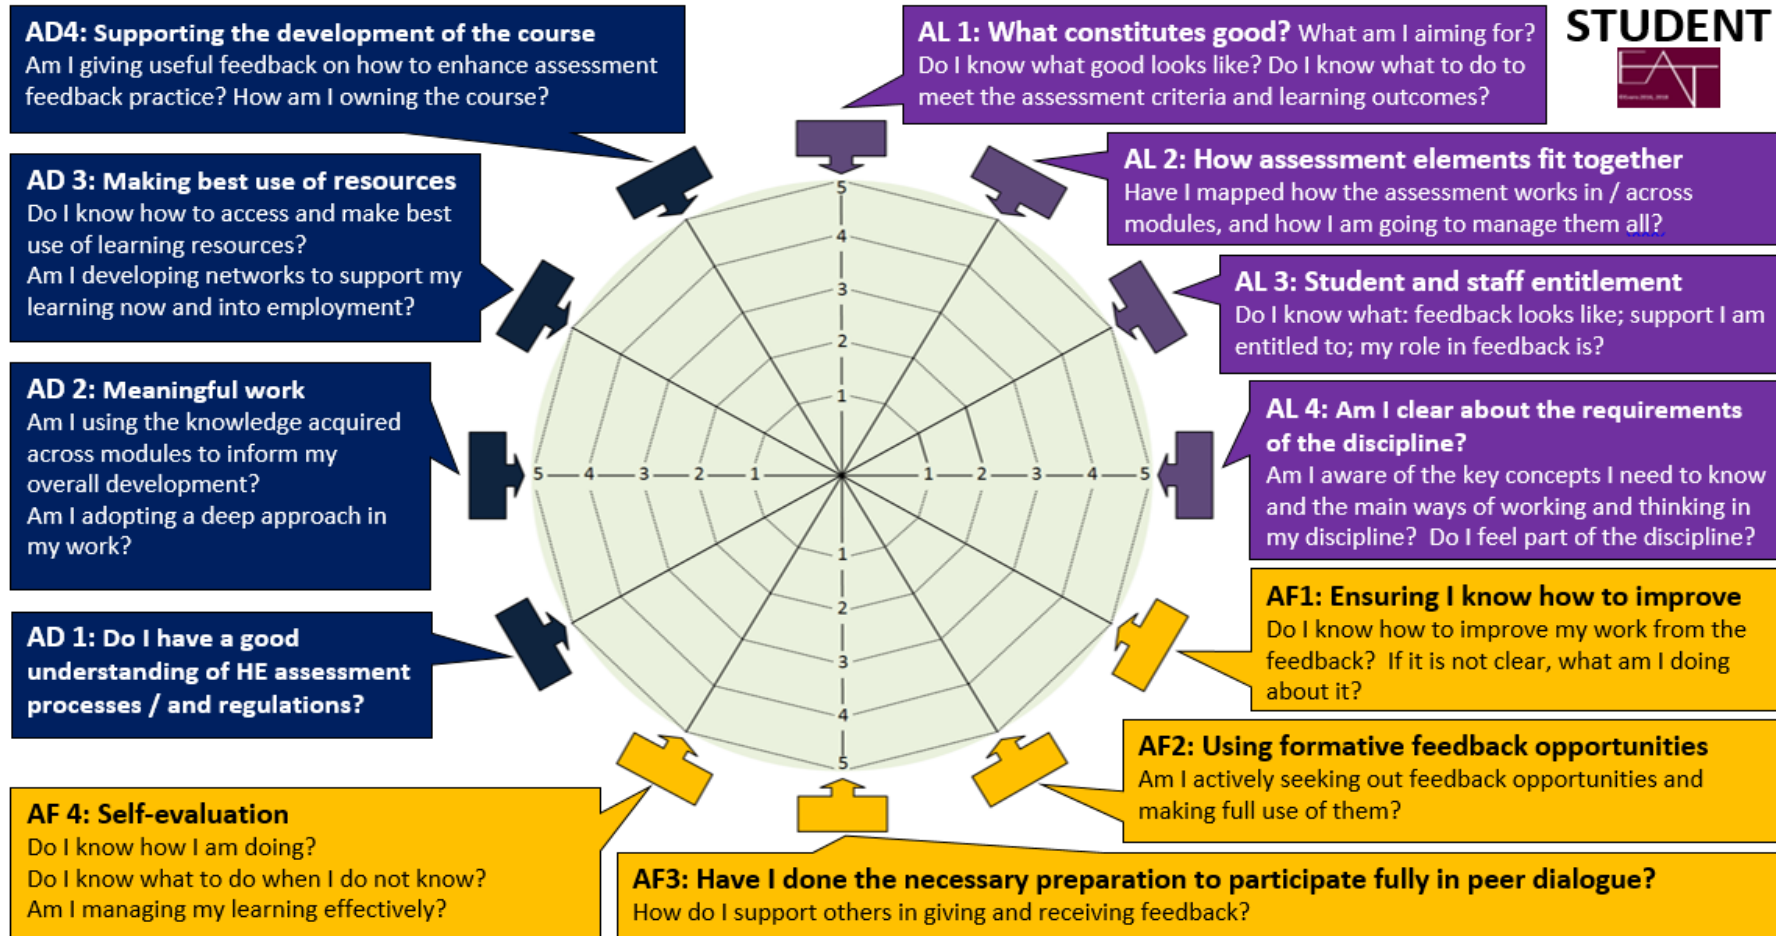 AD4: Supporting the development of the course
Am I giving useful feedback on how to enhance assessment
feedback practice? How am I owning the course?
AL 1: What constitutes good? What am I aiming for?
Do I know what good looks like? Do I know what to do to
meet the assessment criteria and learning outcomes?
STUDENT
EAT
AD 3: Making best use of resources
Do I know how to access and make best
use of learning resources?
Am I developing networks to support my
learning now and into employment?
AL 2: How assessment elements fit together
Have I mapped how the assessment works in / across
modules, and how I am going to manage them all?
AL 3: Student and staff entitlement
Do I know what: feedback looks like; support I am
entitled to; my role in feedback is?
AD 2: Meaningful work
Am I using the knowledge acquired
across modules to inform my
overall development?
Am I adopting a deep approach in
my work?
AL 4: Am I clear about the requirements
of the discipline?
Am I aware of the key concepts I need to know
and the main ways of working and thinking in
my discipline? Do I feel part of the discipline?
5
4
3
2
1
5 4 3 2 1 1 2 3 4 5
1
2
3
4
5
AD 1: Do I have a good
understanding of HE assessment
processes / and regulations?
AF1: Ensuring I know how to improve
Do I know how to improve my work from the
feedback? If it is not clear, what am I doing
about it?
AF2: Using formative feedback opportunities
Am I actively seeking out feedback opportunities and
making full use of them?
AF 4: Self-evaluation
Do I know how I am doing?
Do I know what to do when I do not know?
Am I managing my learning effectively?
AF3: Have I done the necessary preparation to participate fully in peer dialogue?
How do I support others in giving and receiving feedback?